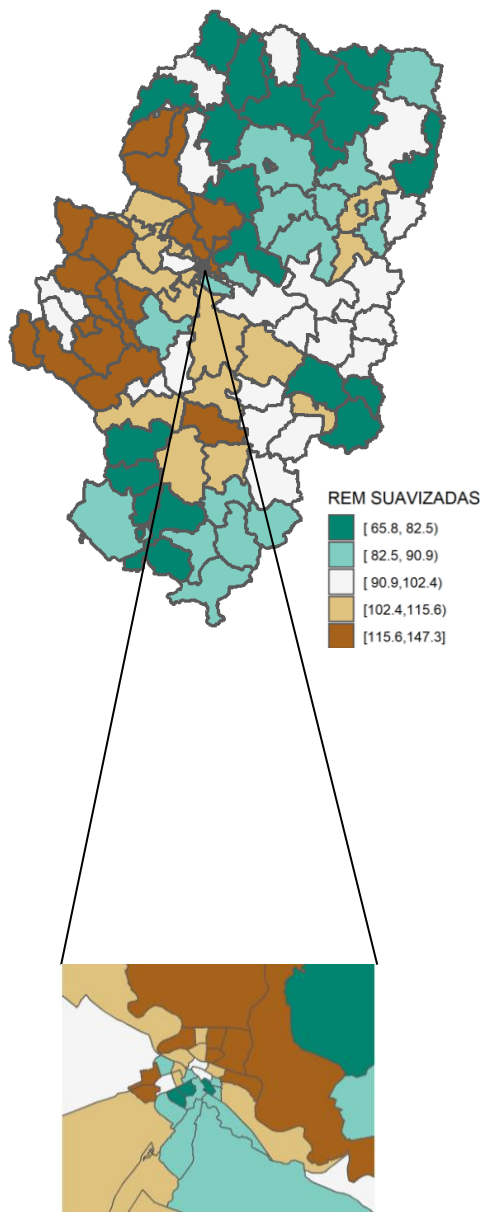 REM SUAVIZADAS
[ 65.8, 82.5)
[ 82.5, 90.9)
[ 90.9,102.4)
[102.4,115.6)
[115.6,147.3]